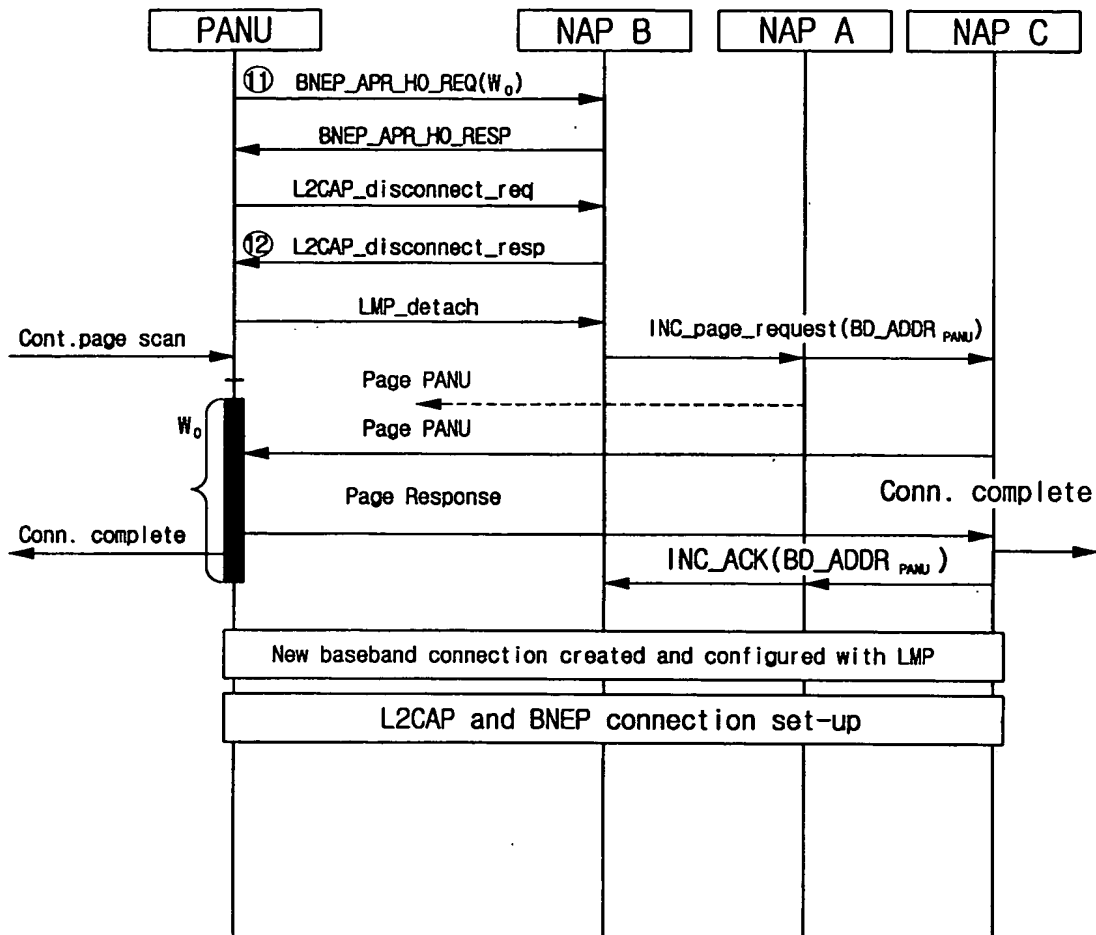 PANU NAP B NAP A NAP C
⑪ BNEP_APR_HO_REQ(W₀)
BNEP_APR_HO_RESP
L2CAP_disconnect_req
⑫ L2CAP_disconnect_resp
LMP_detach
Cont.page scan
INC_page_request(BD_ADDR PANU)
Page PANU
W₀
Page PANU
Page Response
Conn. complete
Conn. complete
INC_ACK(BD_ADDR PANU)
New baseband connection created and configured with LMP
L2CAP and BNEP connection set-up